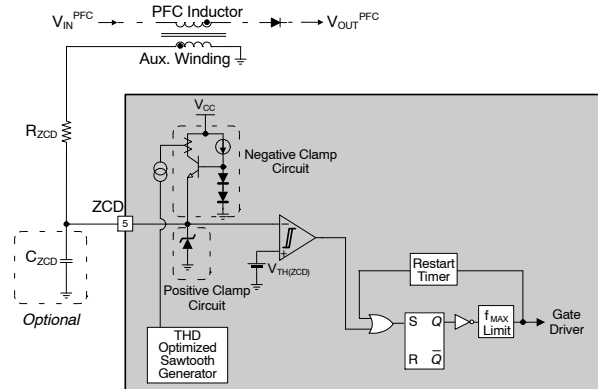 PFC Inductor
V_IN^PFC
V_OUT^PFC
Aux. Winding
R_ZCD
V_CC
Negative Clamp
Circuit
ZCD
5
C_ZCD
Optional
V_TH(ZCD)
Positive Clamp
Circuit
THD
Optimized
Sawtooth
Generator
Restart
Timer
S Q
R Q̅
f_MAX
Limit
Gate
Driver